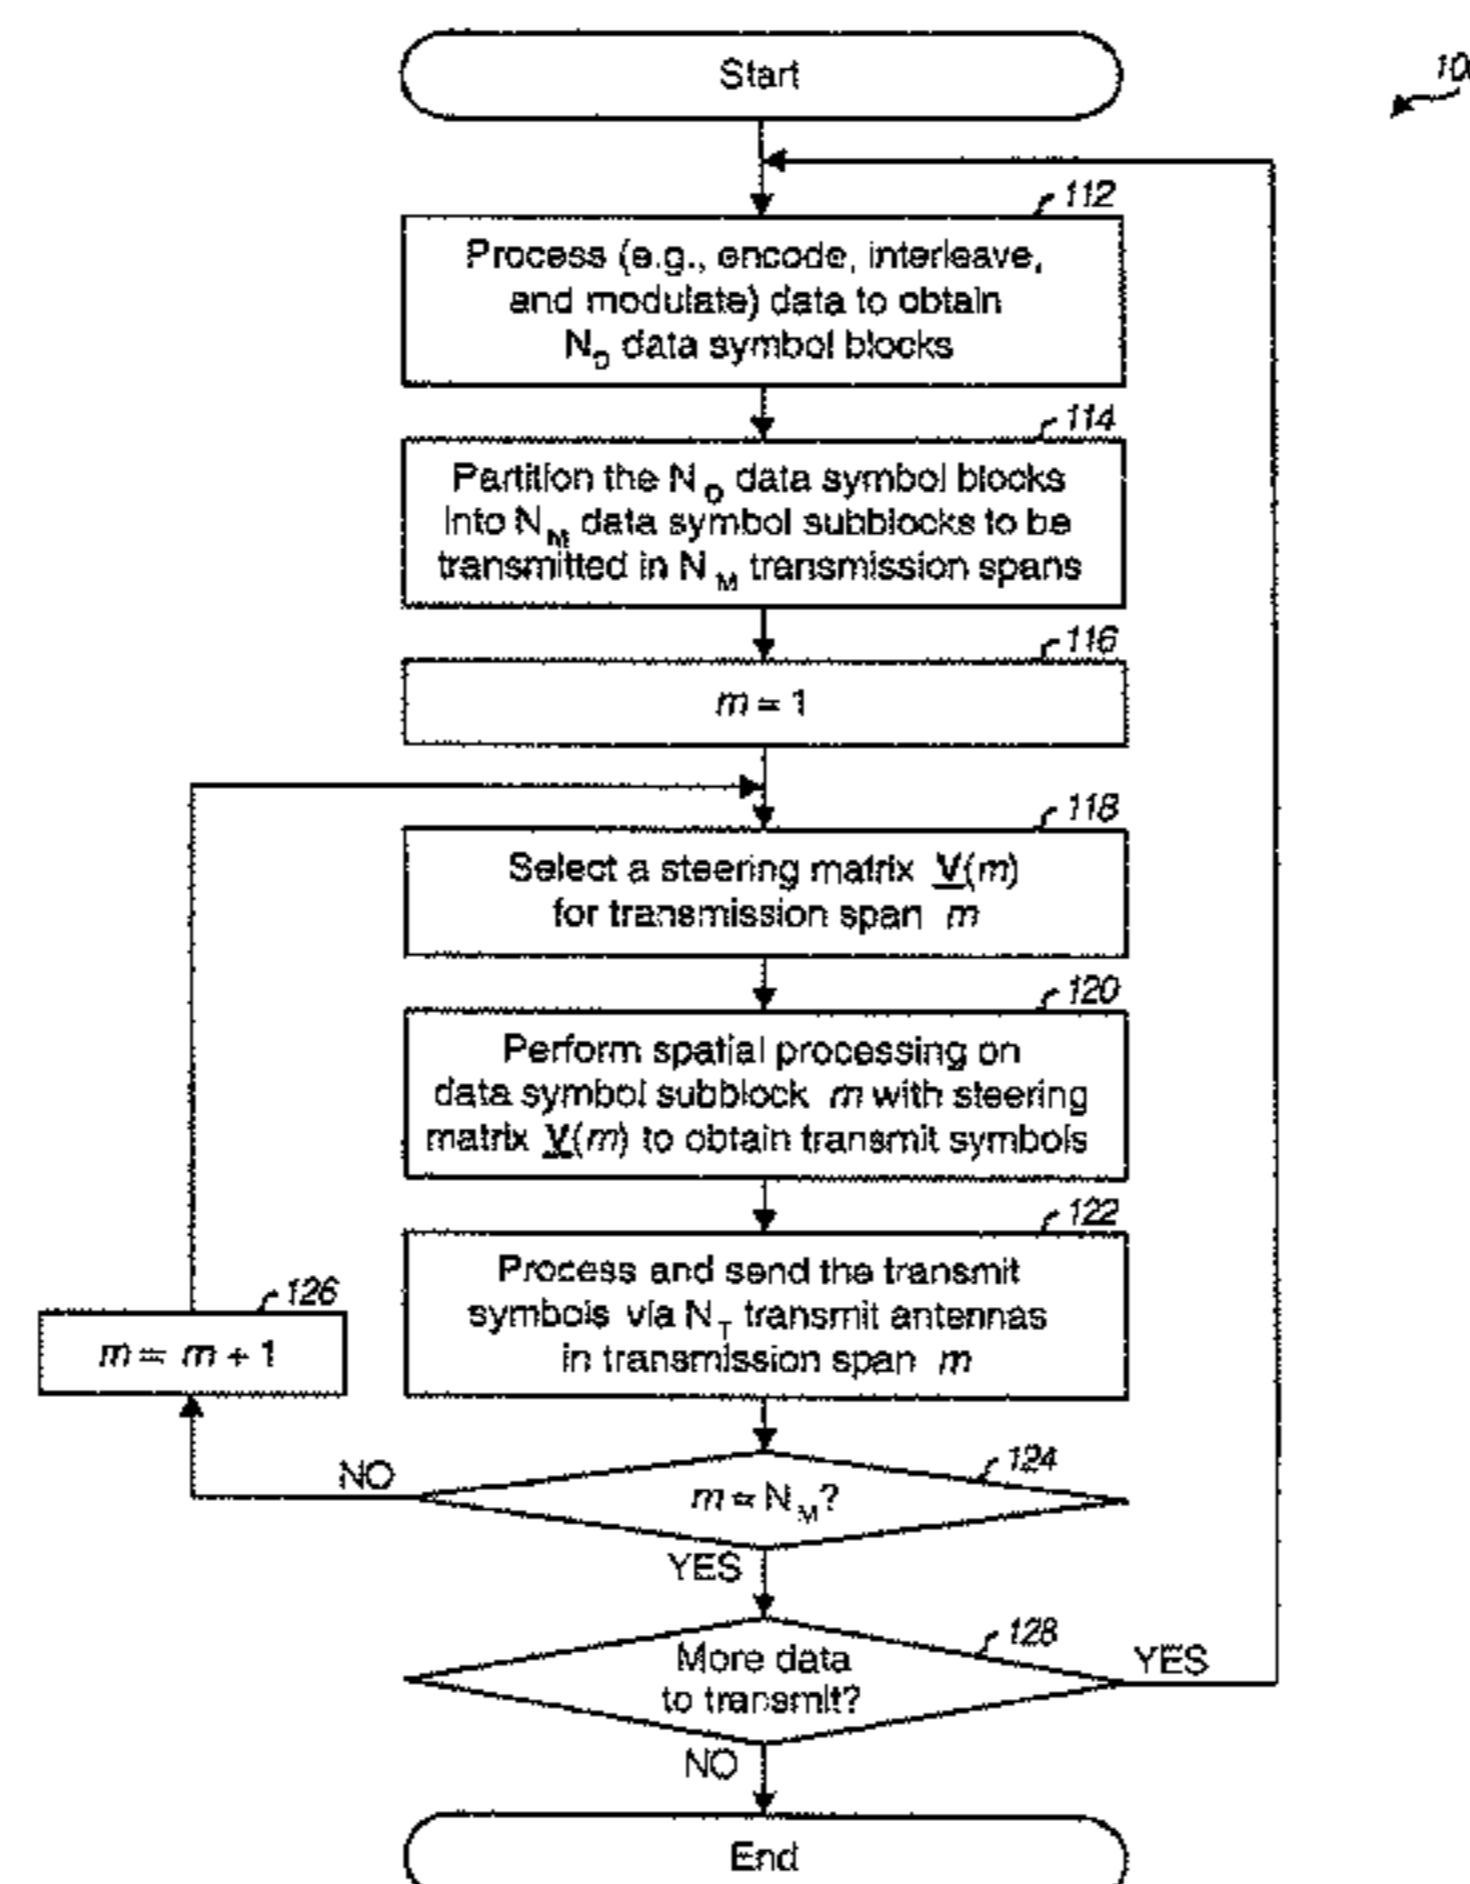 Start
112
Process (e.g., encode, interleave,
and modulate) data to obtain
N_D data symbol blocks
114
Partition the N_D data symbol blocks
into N_M data symbol subblocks to be
transmitted in N_M transmission spans
116
m = 1
118
Select a steering matrix V(m)
for transmission span m
120
Perform spatial processing on
data symbol subblock m with steering
matrix V(m) to obtain transmit symbols
122
Process and send the transmit
symbols via N_T transmit antennas
in transmission span m
126
m = m + 1
124
m = N_M?
NO
YES
128
More data
to transmit?
YES
NO
End